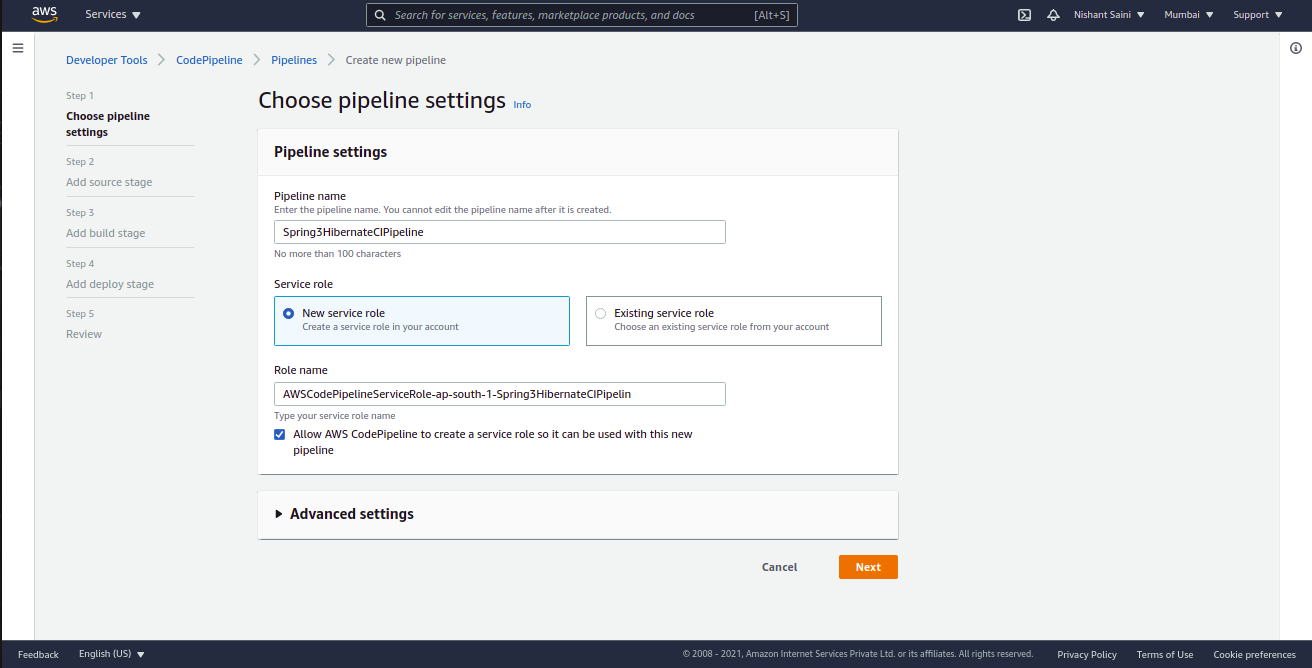 aws Services Search for services, features, marketplace products, and docs [Alt+S] Nishant Saini Mumbai Support
Developer Tools CodePipeline Pipelines Create new pipeline
Step 1
Choose pipeline
settings
Step 2
Add source stage
Step 3
Add build stage
Step 4
Add deploy stage
Step 5
Review
Choose pipeline settings Info
Pipeline settings
Pipeline name
Enter the pipeline name. You cannot edit the pipeline name after it is created.
Spring3HibernateCIPipeline
No more than 100 characters
Service role
New service role
Create a service role in your account
Existing service role
Choose an existing service role from your account
Role name
AWSCodePipelineServiceRole-ap-south-1-Spring3HibernateCIPipelin
Type your service role name
Allow AWS CodePipeline to create a service role so it can be used with this new
pipeline
Advanced settings
Cancel Next
Feedback English (US) © 2008 - 2021, Amazon Internet Services Private Ltd. or its affiliates. All rights reserved. Privacy Policy Terms of Use Cookie preferences